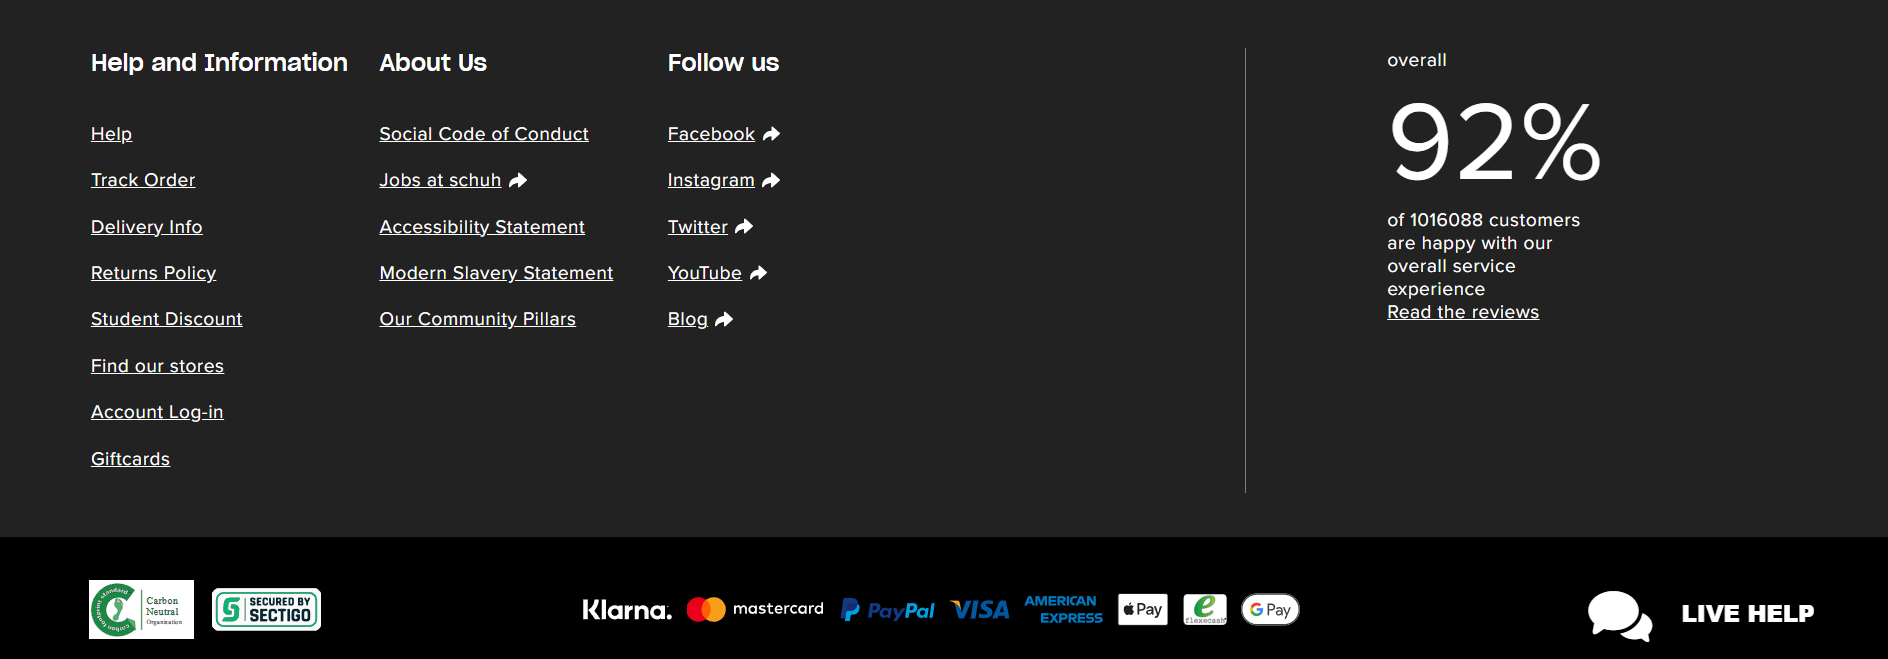 Help and Information
Help
Track Order
Delivery Info
Returns Policy
Student Discount
Find our stores
Account Log-in
Giftcards
About Us
Social Code of Conduct
Jobs at schuh
Accessibility Statement
Modern Slavery Statement
Our Community Pillars
Follow us
Facebook
Instagram
Twitter
YouTube
Blog
overall
92%
of 1016088 customers
are happy with our
overall service
experience
Read the reviews
carbon footprint standard
Carbon
Neutral
Organisation
SECURED BY
SECTIGO
Klarna.
mastercard
PayPal
VISA
AMERICAN
EXPRESS
Pay
e
flexecash
G Pay
LIVE HELP